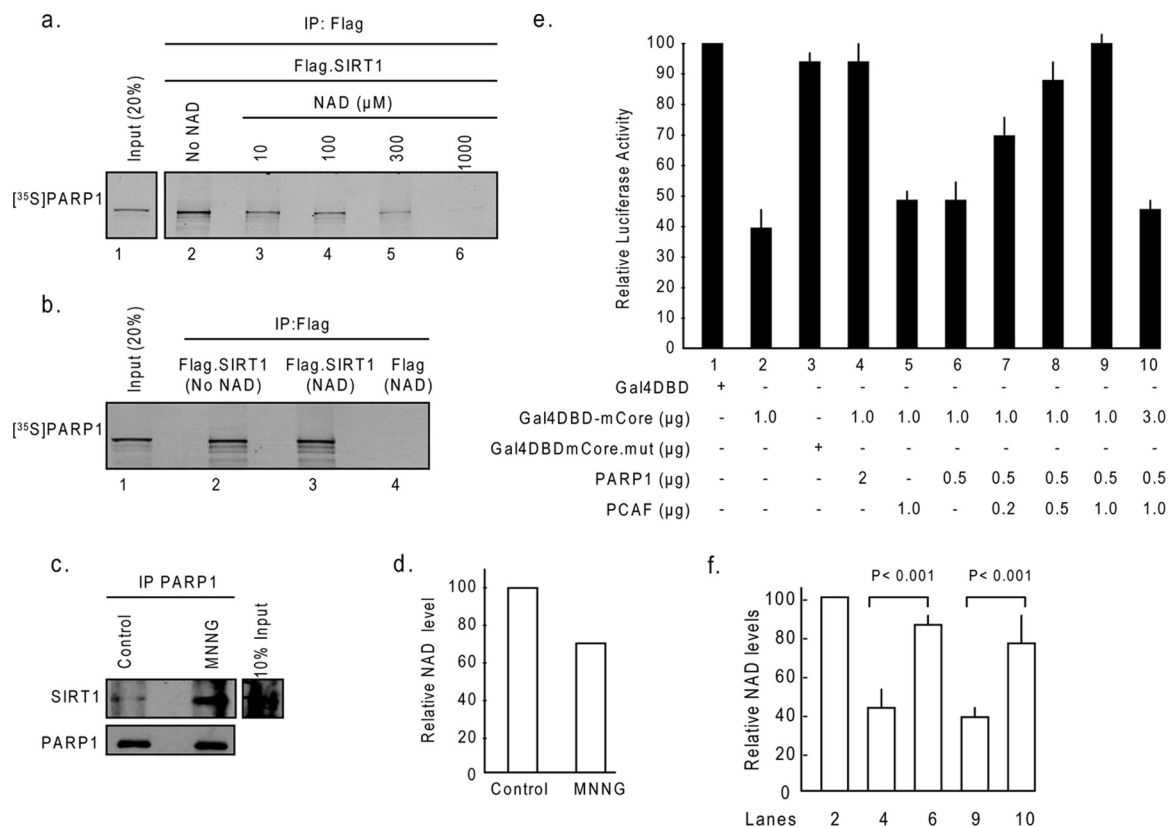 a.
IP: Flag
Flag.SIRT1
NAD (µM)
Input (20%)
No NAD
10
100
300
1000
[35S]PARP1
1 2 3 4 5 6
b.
IP:Flag
Input (20%)
Flag.SIRT1 (No NAD)
Flag.SIRT1 (NAD)
Flag (NAD)
[35S]PARP1
1 2 3 4
c.
IP PARP1
Control
MNNG
10% Input
SIRT1
PARP1
d.
Relative NAD level
100
80
60
40
20
0
Control MNNG
e.
Relative Luciferase Activity
100
90
80
70
60
50
40
30
20
10
0
1 2 3 4 5 6 7 8 9 10
Gal4DBD + - - - - - - - - -
Gal4DBD-mCore (µg) - 1.0 - 1.0 1.0 1.0 1.0 1.0 1.0 3.0
Gal4DBDmCore.mut (µg) - - + - - - - - - -
PARP1 (µg) - - - 2 - 0.5 0.5 0.5 0.5 0.5
PCAF (µg) - - - - 1.0 - 0.2 0.5 1.0 1.0
f.
P< 0.001 P< 0.001
Relative NAD levels
100
80
60
40
20
0
Lanes 2 4 6 9 10